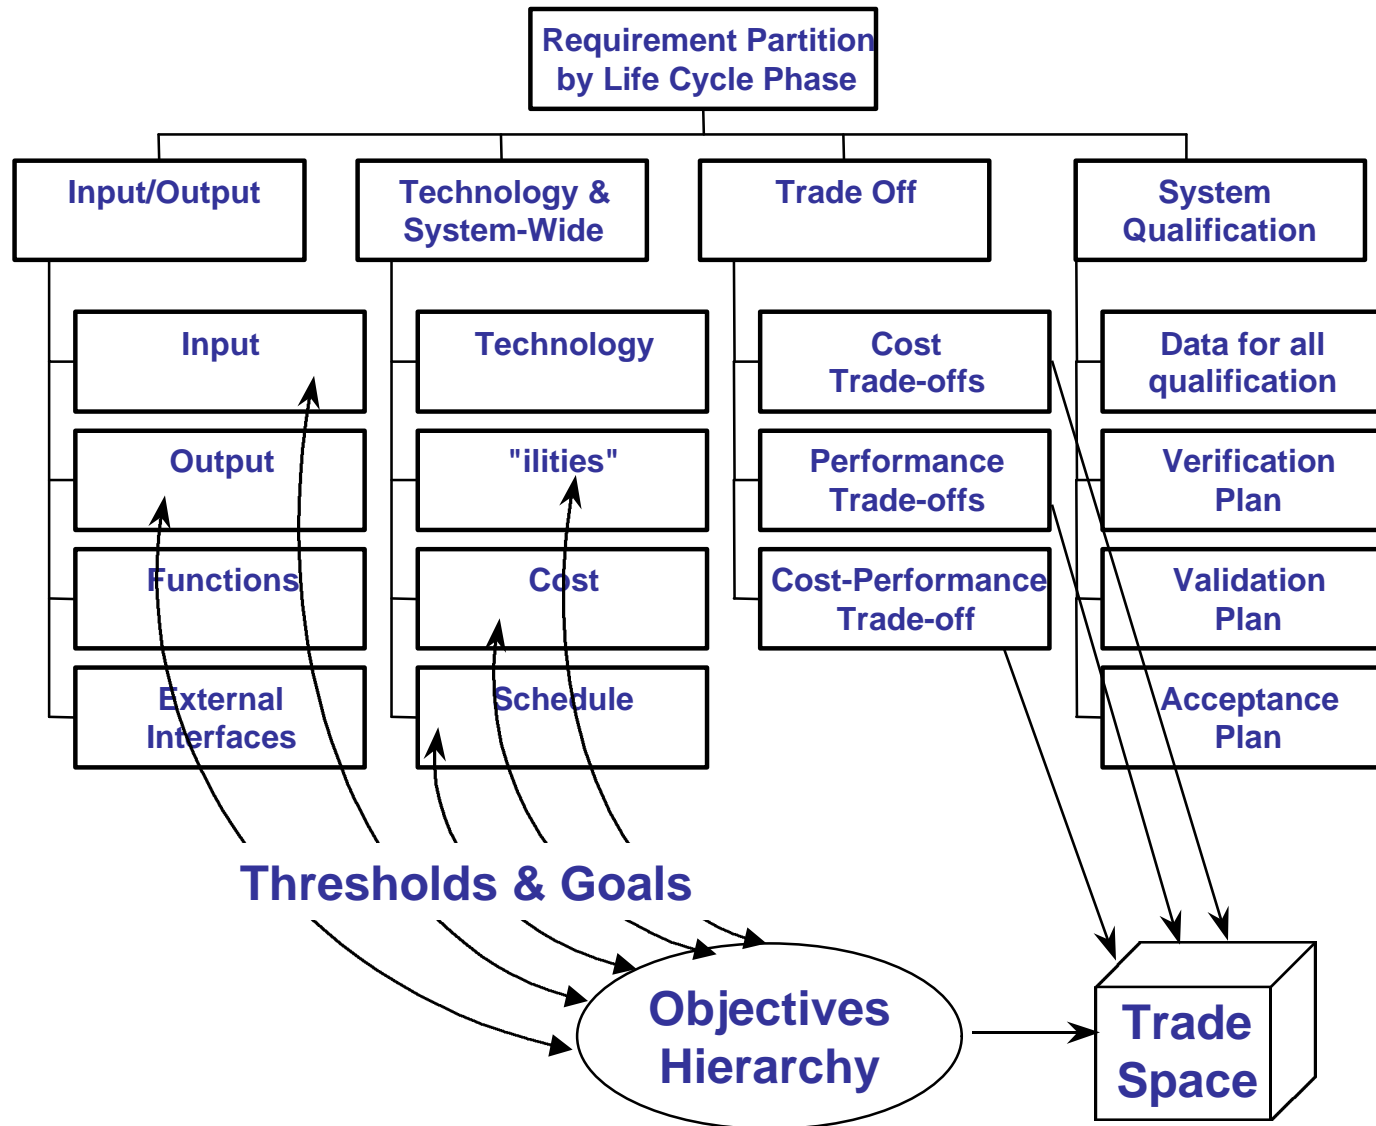 Requirement Partition
by Life Cycle Phase
Input/Output
Technology &
System-Wide
Trade Off
System
Qualification
Input
Technology
Cost
Trade-offs
Data for all
qualification
Output
"ilities"
Performance
Trade-offs
Verification
Plan
Functions
Cost
Cost-Performance
Trade-off
Validation
Plan
External
Interfaces
Schedule
Acceptance
Plan
Thresholds & Goals
Objectives
Hierarchy
Trade
Space